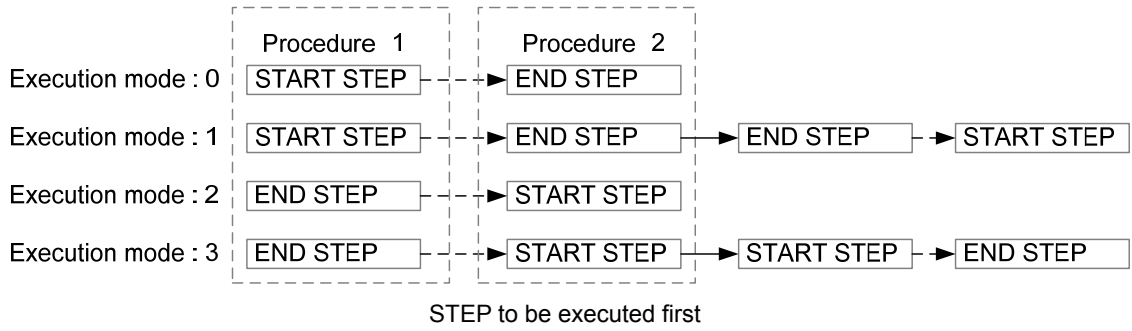 Procedure 1 Procedure 2
Execution mode : 0 START STEP END STEP
Execution mode : 1 START STEP END STEP END STEP START STEP
Execution mode : 2 END STEP START STEP
Execution mode : 3 END STEP START STEP START STEP END STEP
STEP to be executed first